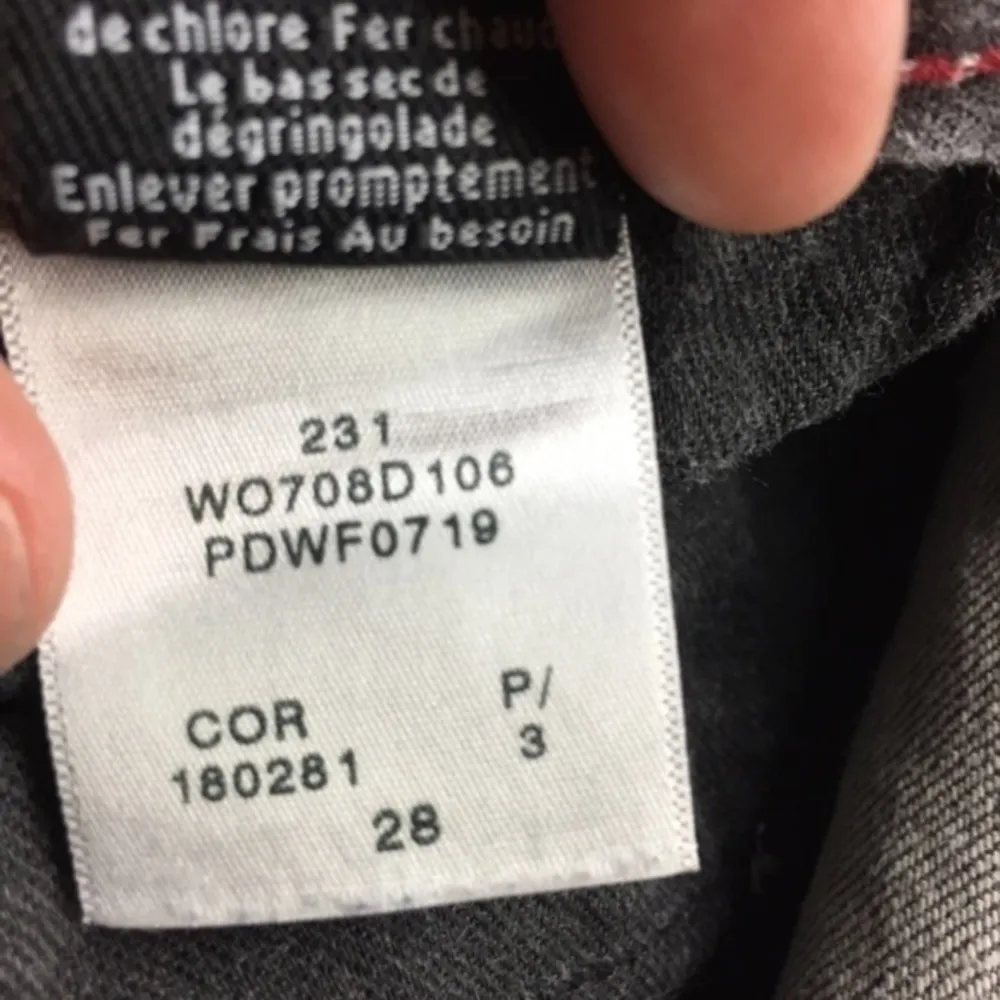 de chlore Fer chaud
Le bas sec de
dégringolade
Enlever promptement
Fer Frais Au besoin
231
WO708D106
PDWF0719
COR P/
180281 3
28